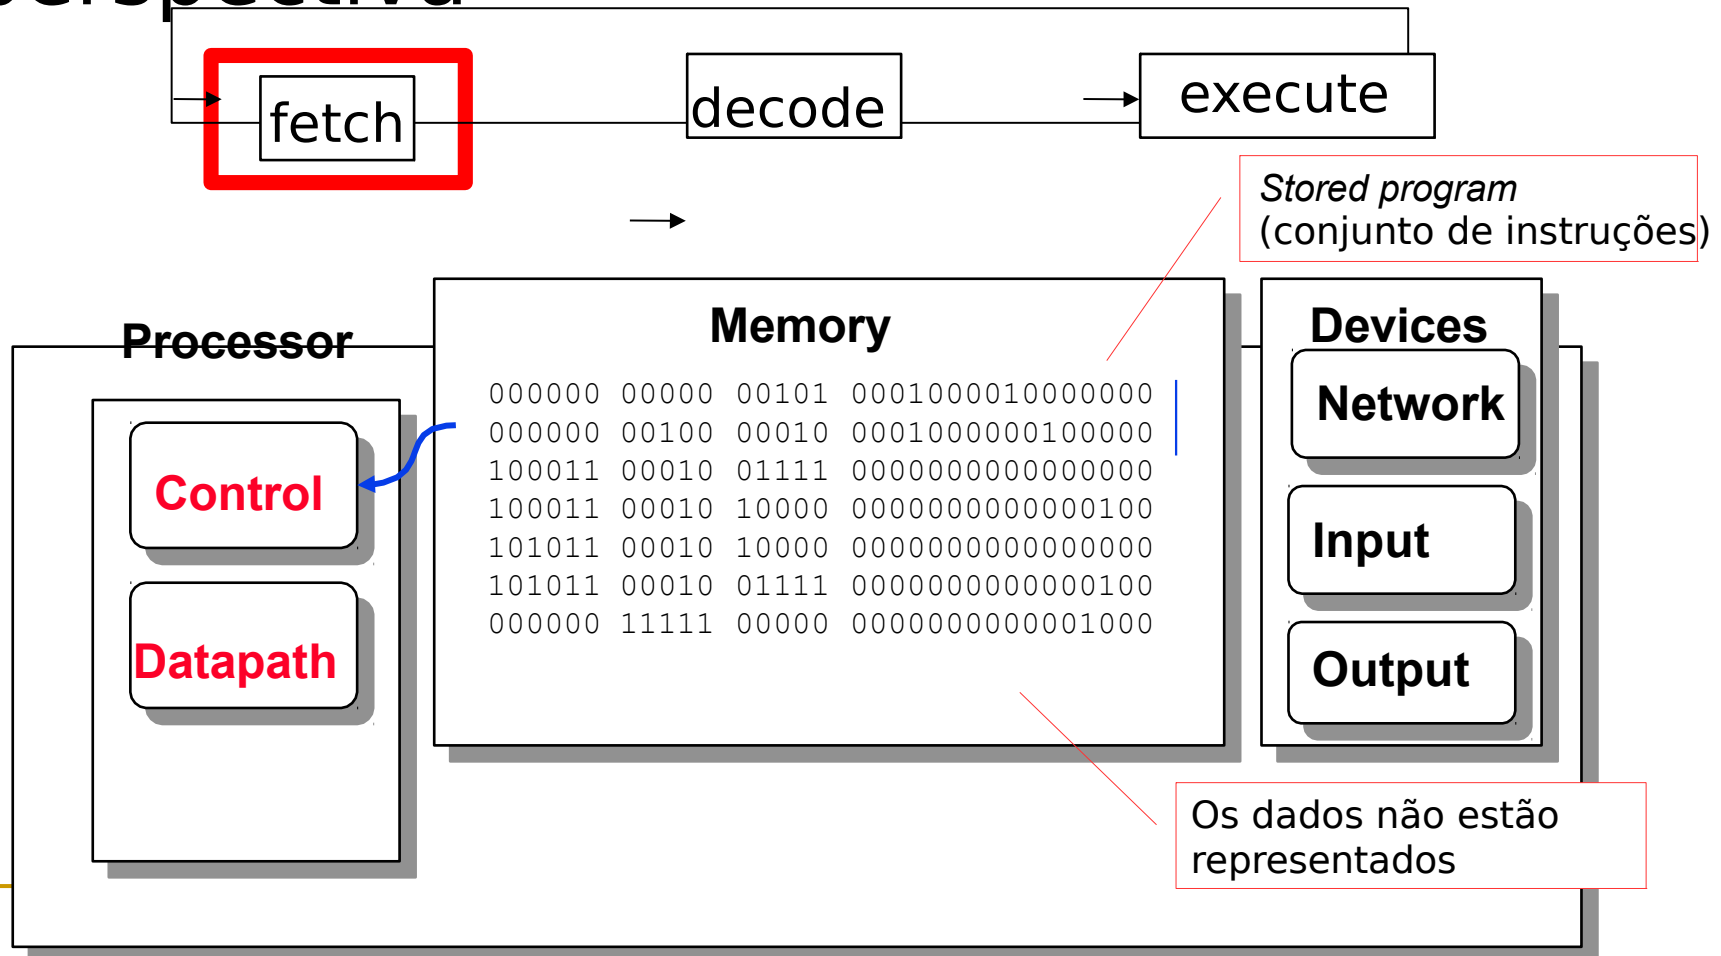 perspectiva
fetch
decode
execute
Stored program
(conjunto de instruções)
Processor
Memory
Devices
000000 00000 00101 0001000010000000
000000 00100 00010 0001000000100000
100011 00010 01111 0000000000000000
100011 00010 10000 0000000000000100
101011 00010 10000 0000000000000000
101011 00010 01111 0000000000000100
000000 11111 00000 0000000000001000
Control
Datapath
Network
Input
Output
Os dados não estão
representados